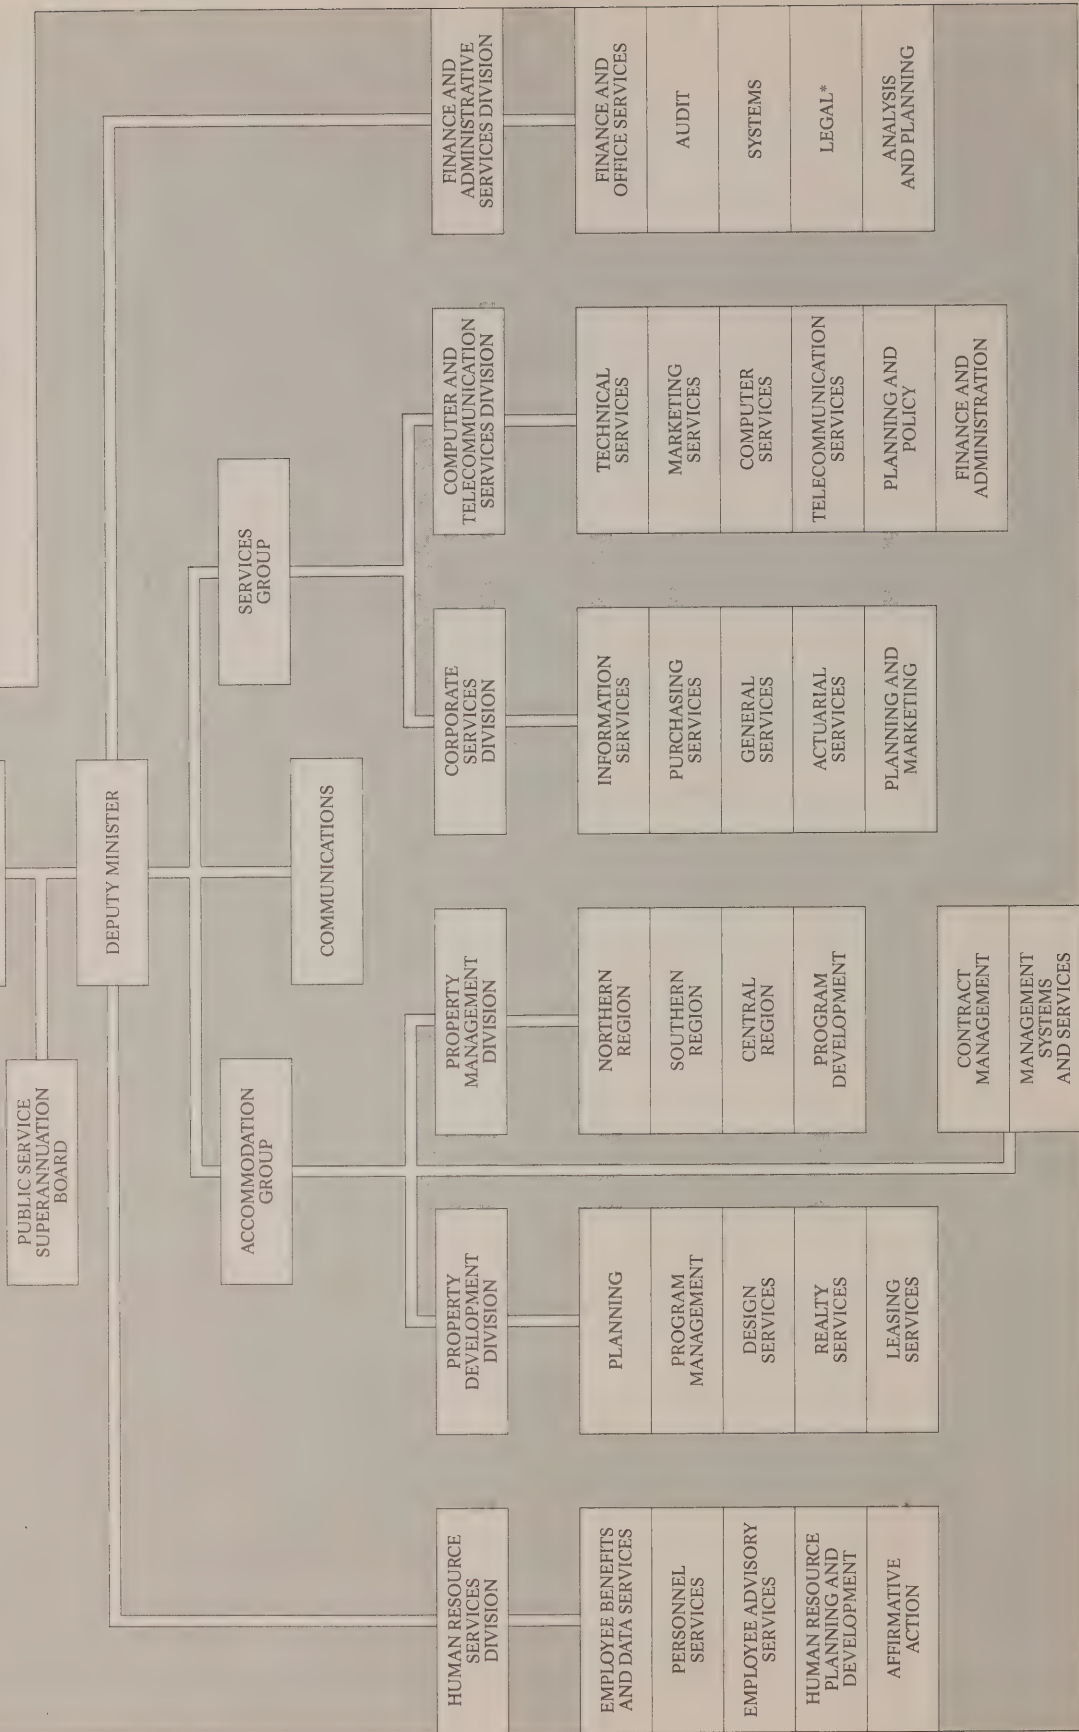 PUBLIC SERVICE
SUPERANNUATION
BOARD
DEPUTY MINISTER
ACCOMMODATION
GROUP
COMMUNICATIONS
SERVICES
GROUP
HUMAN RESOURCE
SERVICES
DIVISION
PROPERTY
DEVELOPMENT
DIVISION
PROPERTY
MANAGEMENT
DIVISION
CORPORATE
SERVICES
DIVISION
COMPUTER AND
TELECOMMUNICATION
SERVICES DIVISION
FINANCE AND
ADMINISTRATIVE
SERVICES DIVISION
EMPLOYEE BENEFITS
AND DATA SERVICES
PERSONNEL
SERVICES
EMPLOYEE ADVISORY
SERVICES
HUMAN RESOURCE
PLANNING AND
DEVELOPMENT
AFFIRMATIVE
ACTION
PLANNING
PROGRAM
MANAGEMENT
DESIGN
SERVICES
REALTY
SERVICES
LEASING
SERVICES
NORTHERN
REGION
SOUTHERN
REGION
CENTRAL
REGION
PROGRAM
DEVELOPMENT
CONTRACT
MANAGEMENT
MANAGEMENT
SYSTEMS
AND SERVICES
INFORMATION
SERVICES
PURCHASING
SERVICES
GENERAL
SERVICES
ACTUARIAL
SERVICES
PLANNING AND
MARKETING
TECHNICAL
SERVICES
MARKETING
SERVICES
COMPUTER
SERVICES
TELECOMMUNICATION
SERVICES
PLANNING AND
POLICY
FINANCE AND
ADMINISTRATION
FINANCE AND
OFFICE SERVICES
AUDIT
SYSTEMS
LEGAL*
ANALYSIS
AND PLANNING